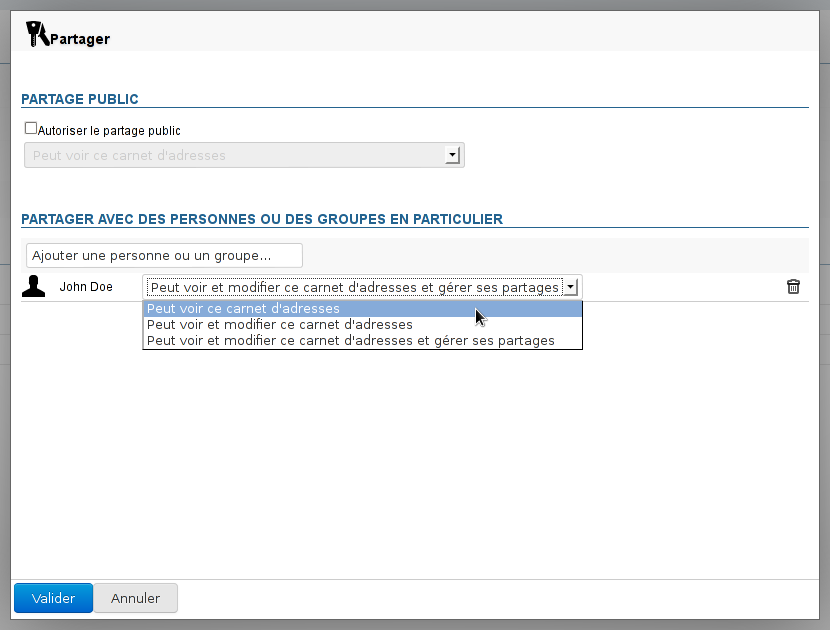 Partager
PARTAGE PUBLIC
Autoriser le partage public
Peut voir ce carnet d'adresses
PARTAGER AVEC DES PERSONNES OU DES GROUPES EN PARTICULIER
Ajouter une personne ou un groupe...
John Doe Peut voir et modifier ce carnet d'adresses et gérer ses partages
Peut voir ce carnet d'adresses
Peut voir et modifier ce carnet d'adresses
Peut voir et modifier ce carnet d'adresses et gérer ses partages
Valider Annuler